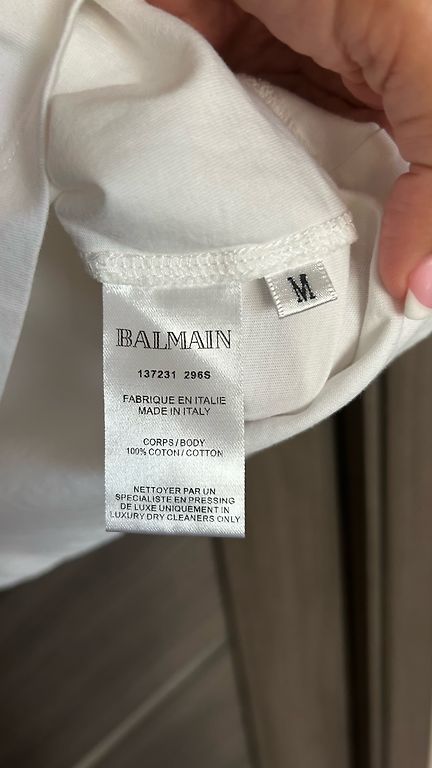 BALMAIN
137231 296S
FABRIQUE EN ITALIE
MADE IN ITALY
CORPS/BODY
100% COTON/COTTON
NETTOYER PAR UN
SPECIALISTE EN PRESSING
DE LUXE UNIQUEMENT IN
LUXURY DRY CLEANERS ONLY
M